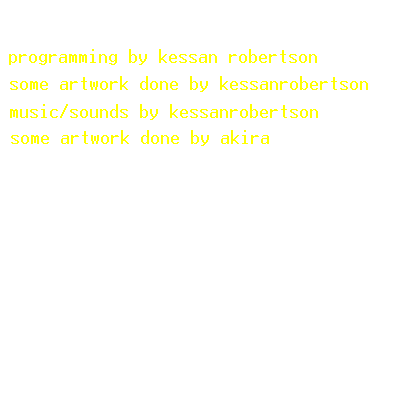 programming by kessan robertson
some artwork done by kessanrobertson
music/sounds by kessanrobertson
some artwork done by akira